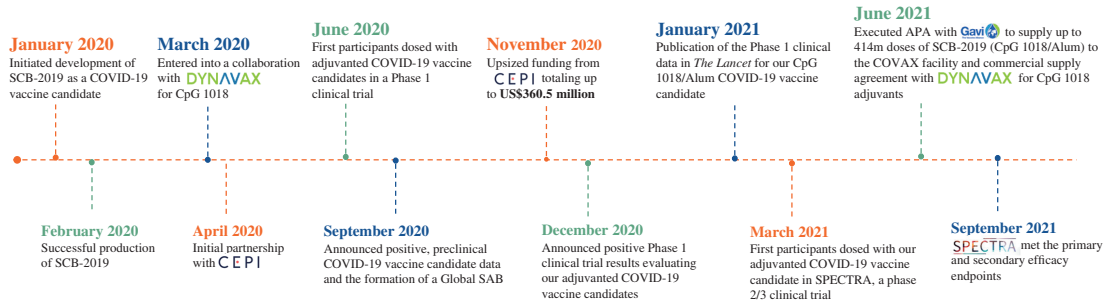 January 2020
Initiated development of
SCB-2019 as a COVID-19
vaccine candidate
March 2020
Entered into a collaboration
with DYNAVAX
for CpG 1018
June 2020
First participants dosed with
adjuvanted COVID-19 vaccine
candidates in a Phase 1
clinical trial
November 2020
Upsized funding from
CEPI totaling up
to US$360.5 million
January 2021
Publication of the Phase 1 clinical
data in The Lancet for our CpG
1018/Alum COVID-19 vaccine
candidate
June 2021
Executed APA with Gavi to supply up to
414m doses of SCB-2019 (CpG 1018/Alum) to
the COVAX facility and commercial supply
agreement with DYNAVAX for CpG 1018
adjuvants
February 2020
Successful production
of SCB-2019
April 2020
Initial partnership
with CEPI
September 2020
Announced positive, preclinical
COVID-19 vaccine candidate data
and the formation of a Global SAB
December 2020
Announced positive Phase 1
clinical trial results evaluating
our adjuvanted COVID-19
vaccine candidates
March 2021
First participants dosed with our
adjuvanted COVID-19 vaccine
candidate in SPECTRA, a phase
2/3 clinical trial
September 2021
SPECTRA met the primary
and secondary efficacy
endpoints